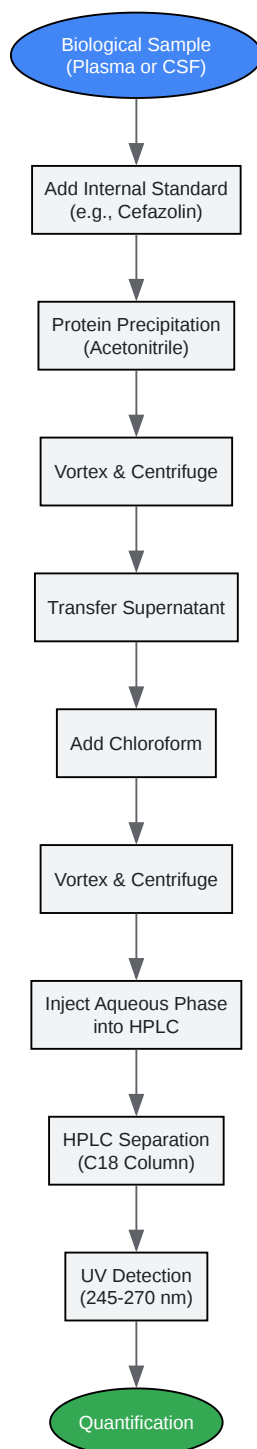 Biological Sample
(Plasma or CSF)
Add Internal Standard
(e.g., Cefazolin)
Protein Precipitation
(Acetonitrile)
Vortex & Centrifuge
Transfer Supernatant
Add Chloroform
Vortex & Centrifuge
Inject Aqueous Phase
into HPLC
HPLC Separation
(C18 Column)
UV Detection
(245-270 nm)
Quantification